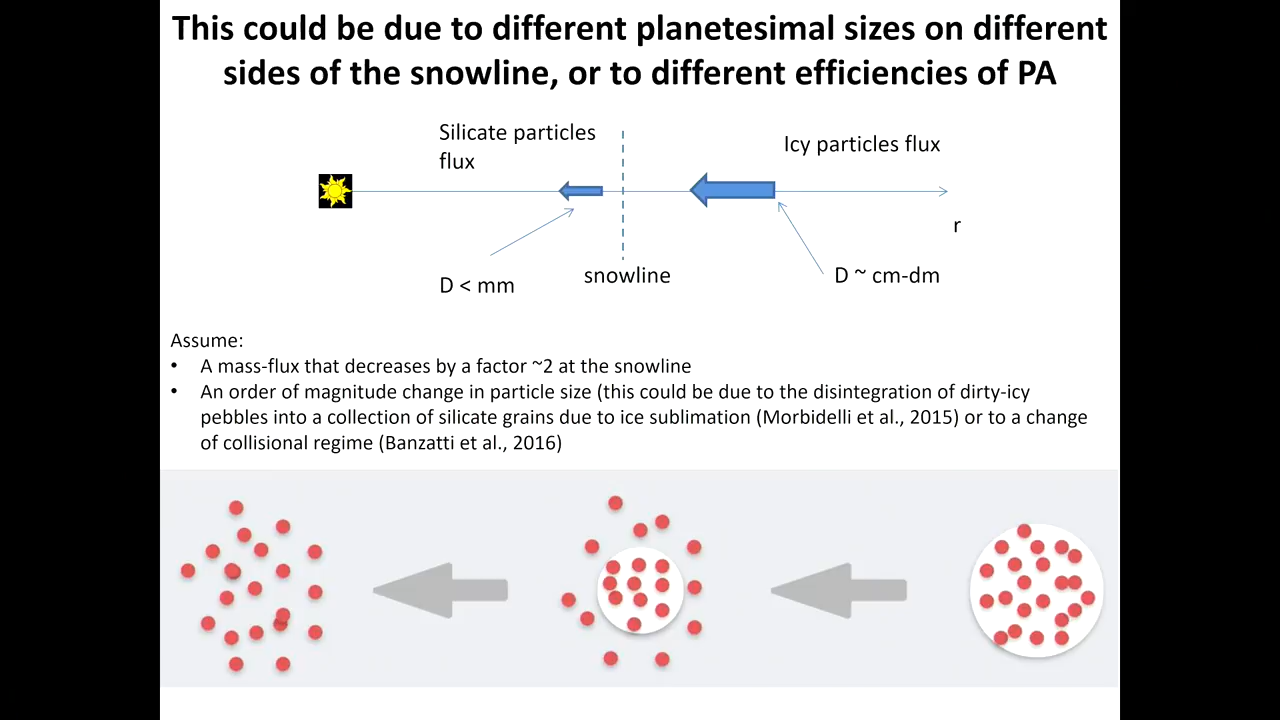 This could be due to different planetesimal sizes on different
sides of the snowline, or to different efficiencies of PA
Silicate particles
flux
Icy particles flux
r
D < mm
snowline
D ~ cm-dm
Assume:
• A mass-flux that decreases by a factor ~2 at the snowline
• An order of magnitude change in particle size (this could be due to the disintegration of dirty-icy
pebbles into a collection of silicate grains due to ice sublimation (Morbidelli et al., 2015) or to a change
of collisional regime (Banzatti et al., 2016)